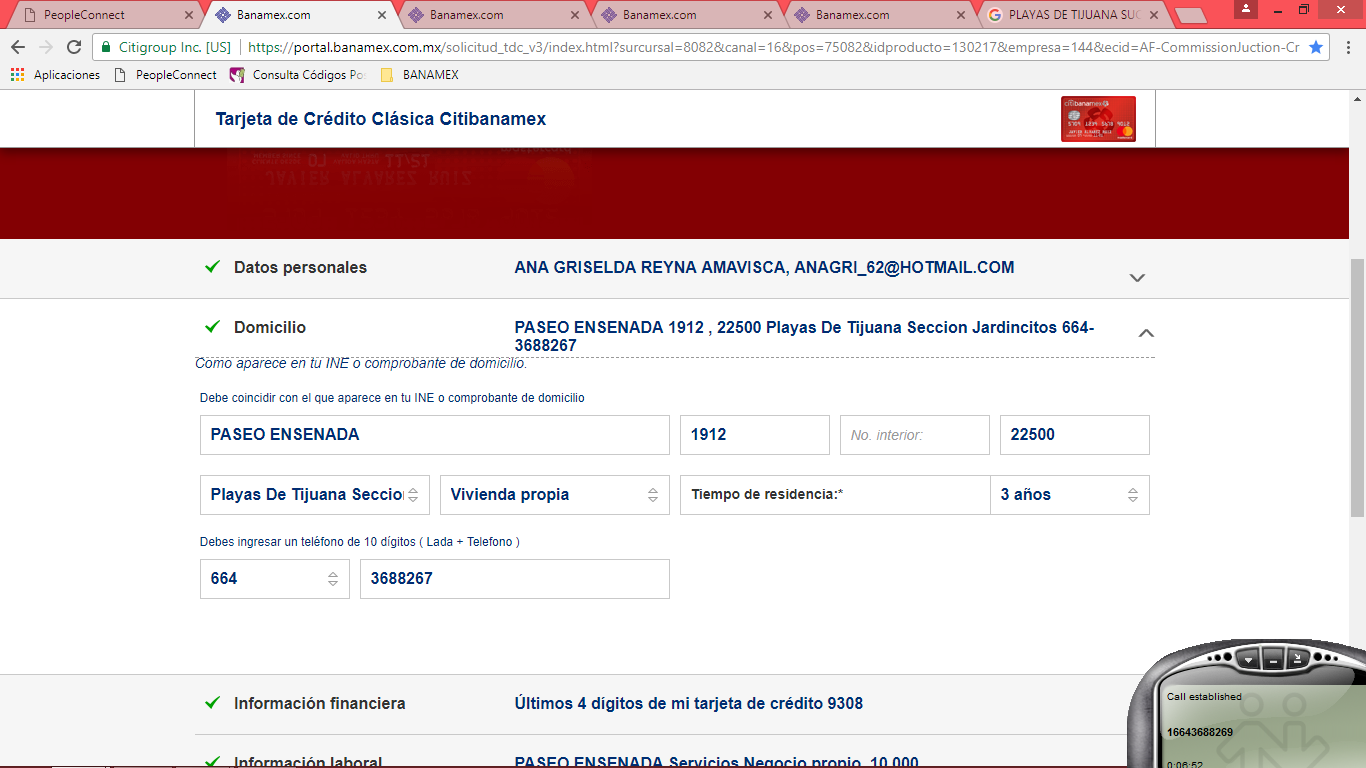 PeopleConnect
Banamex.com
Banamex.com
Banamex.com
Banamex.com
PLAYAS DE TIJUANA SUC
Citigroup Inc. [US] https://portal.banamex.com.mx/solicitud_tdc_v3/index.html?surcursal=8082&canal=16&pos=75082&idproducto=130217&empresa=144&ecid=AF-CommissionJuction-Cr
Aplicaciones PeopleConnect Consulta Códigos Pos BANAMEX
Tarjeta de Crédito Clásica Citibanamex
citibanamex
JAVIER ALVAREZ RUIZ
Datos personales ANA GRISELDA REYNA AMAVISCA, ANAGRI_62@HOTMAIL.COM
Domicilio PASEO ENSENADA 1912 , 22500 Playas De Tijuana Seccion Jardincitos 664-
3688267
Como aparece en tu INE o comprobante de domicilio.
Debe coincidir con el que aparece en tu INE o comprobante de domicilio
PASEO ENSENADA 1912 No. interior: 22500
Playas De Tijuana Seccio Vivienda propia Tiempo de residencia:* 3 años
Debes ingresar un teléfono de 10 dígitos ( Lada + Telefono )
664 3688267
Información financiera Últimos 4 dígitos de mi tarjeta de crédito 9308
Información laboral PASEO ENSENADA Servicios Negocio propio 10,000
Call established
16643688269
0:06:52